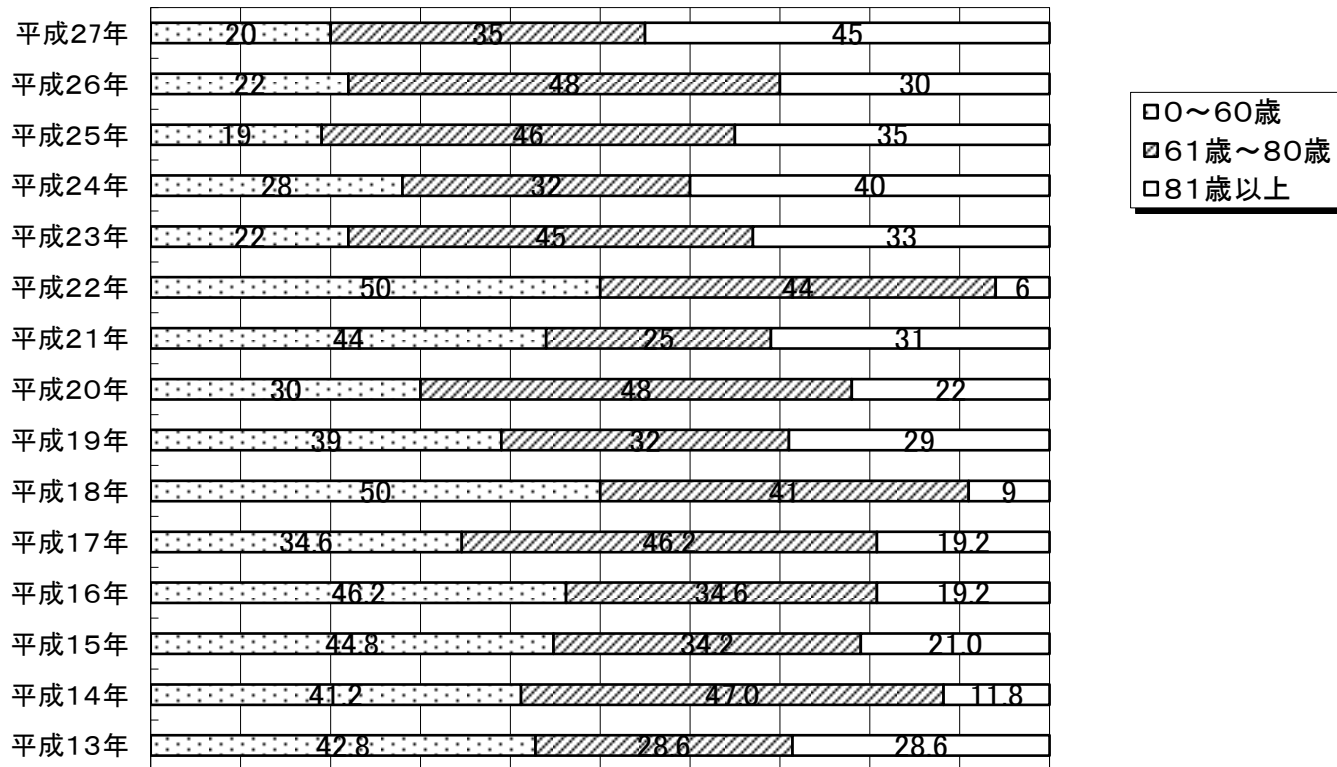 平成27年 20 35 45
平成26年 22 48 30
平成25年 19 46 35
平成24年 28 32 40
平成23年 22 45 33
平成22年 50 44 6
平成21年 44 25 31
平成20年 30 48 22
平成19年 39 32 29
平成18年 50 41 9
平成17年 34.6 46.2 19.2
平成16年 46.2 34.6 19.2
平成15年 44.8 34.2 21.0
平成14年 41.2 47.0 11.8
平成13年 42.8 28.6 28.6
0～60歳
61歳～80歳
81歳以上